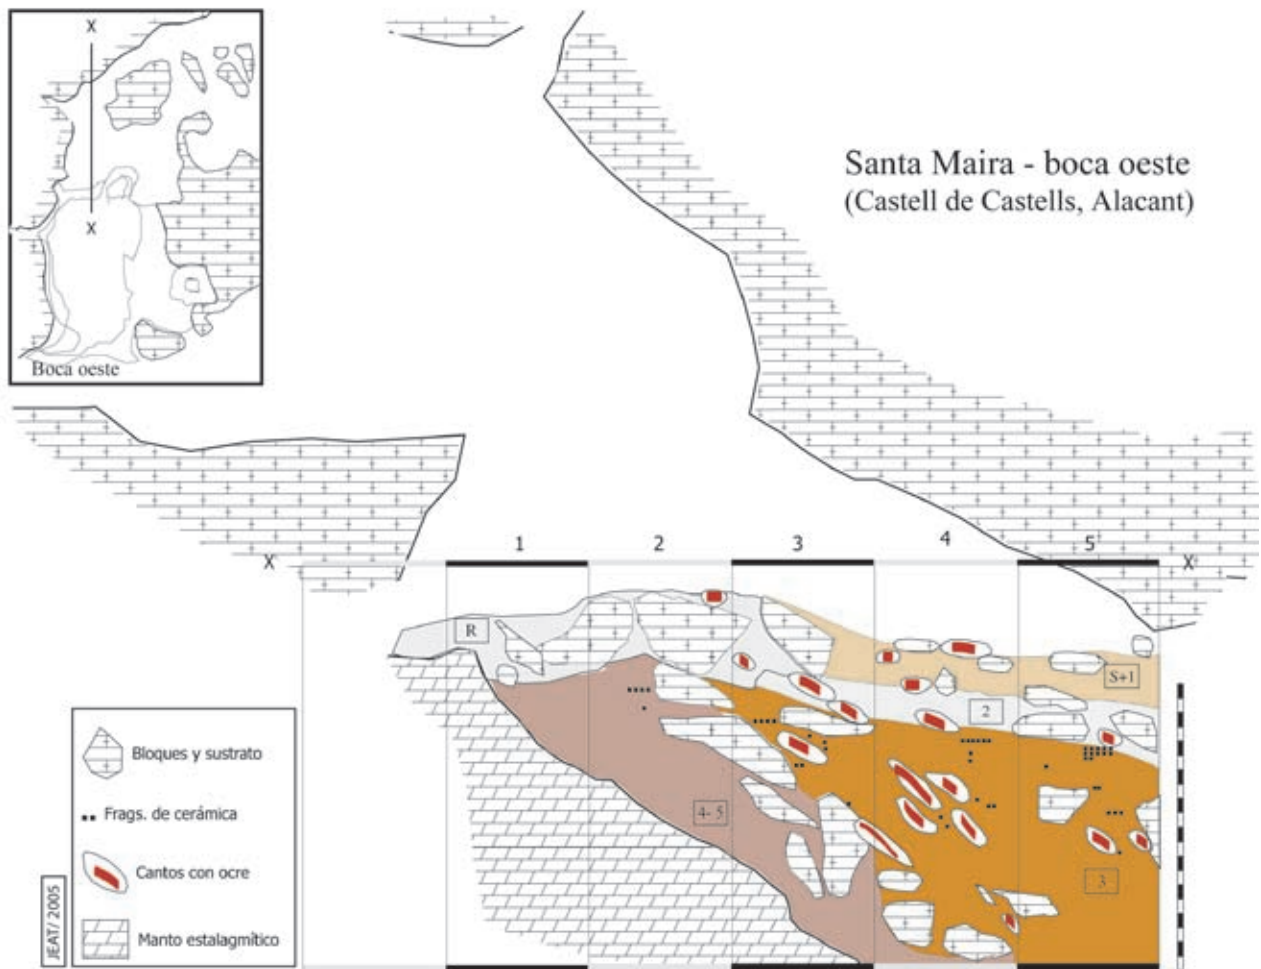 X
X
Boca oeste
Santa Maira - boca oeste
(Castell de Castells, Alacant)
X
1
2
3
4
5
X'
R
S+1
2
4- 5
3
Bloques y sustrato
Frags. de cerámica
Cantos con ocre
Manto estalagmítico
JEAT/ 2005